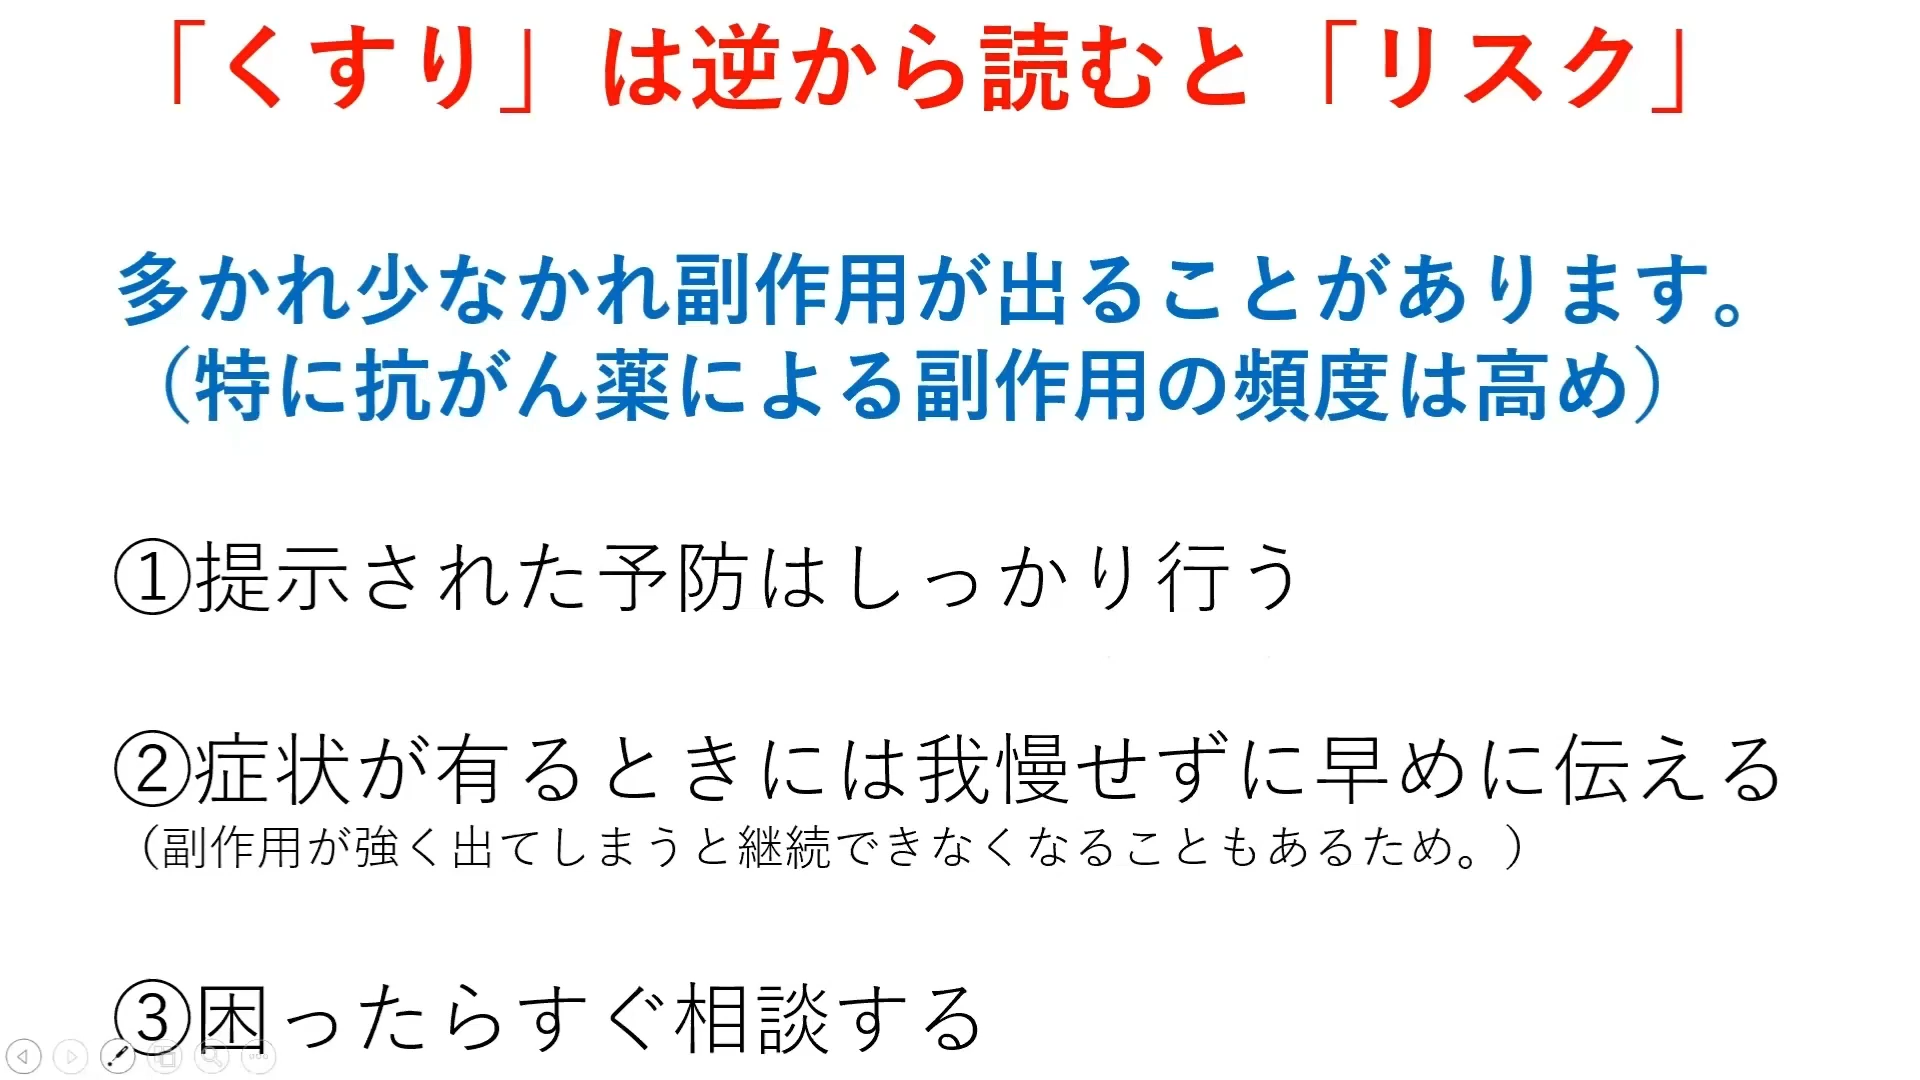 「くすり」は逆から読むと「リスク」
多かれ少なかれ副作用が出ることがあります。
（特に抗がん薬による副作用の頻度は高め）
①提示された予防はしっかり行う
②症状が有るときには我慢せずに早めに伝える
（副作用が強く出てしまうと継続できなくなることもあるため。）
③困ったらすぐ相談する